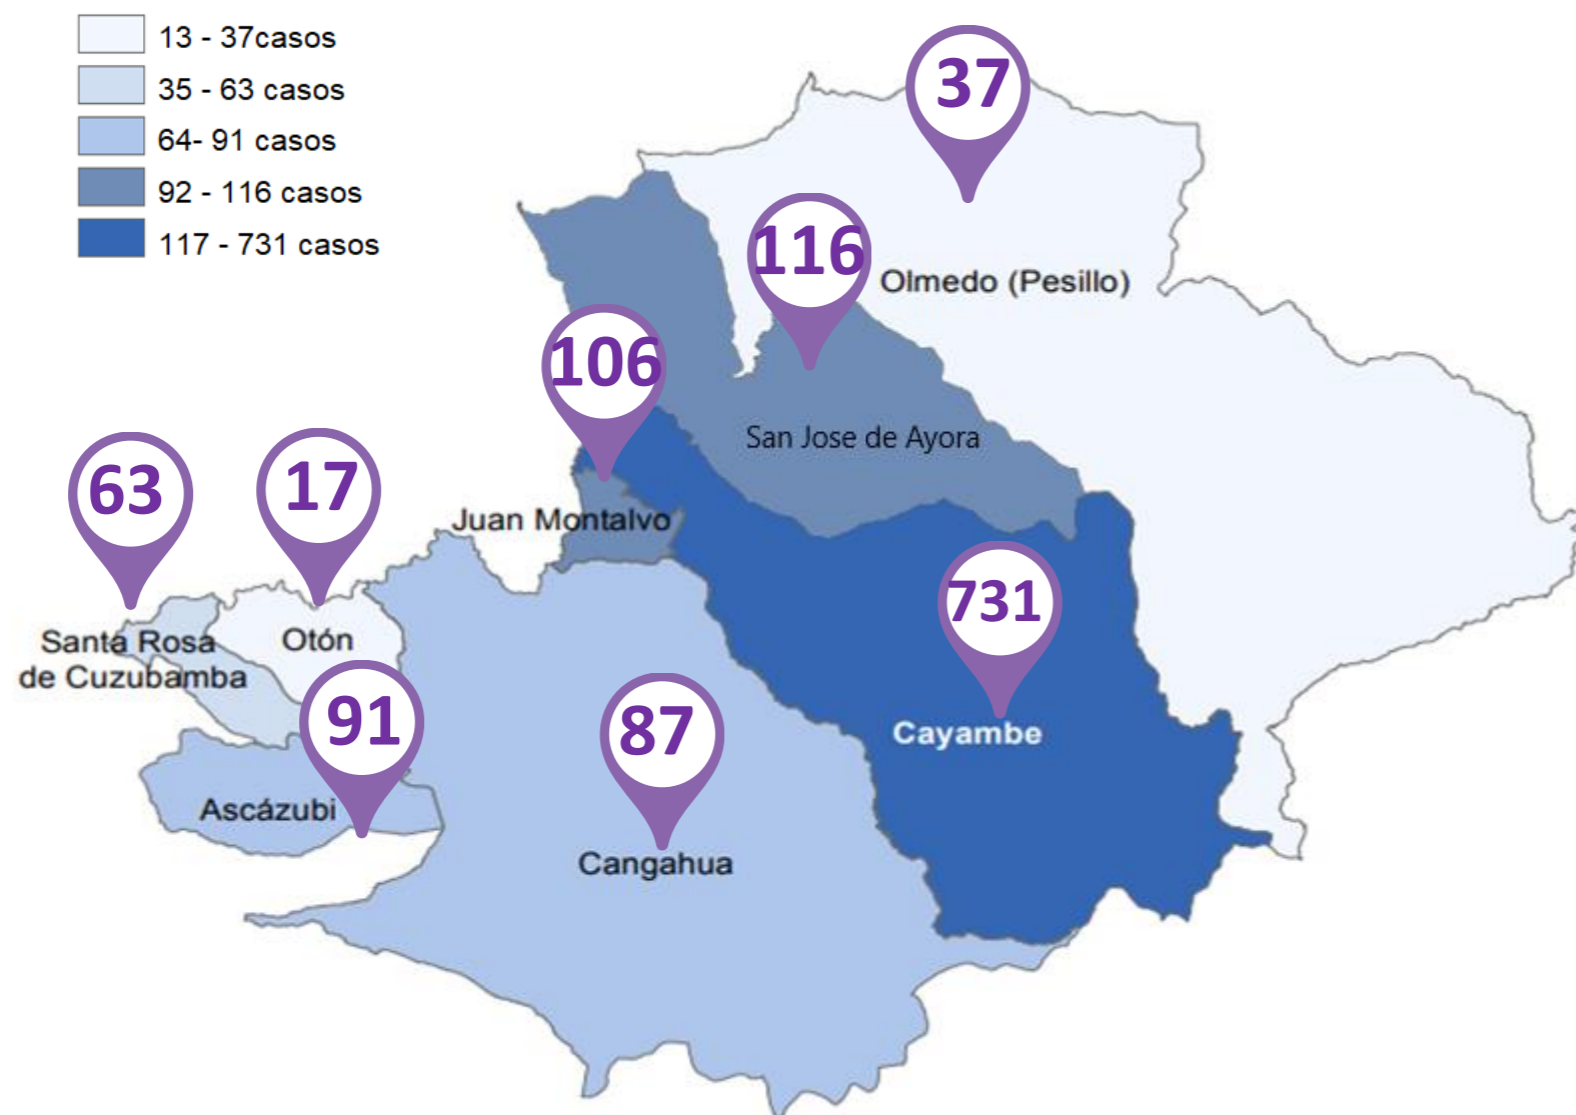 13 - 37casos
35 - 63 casos
64- 91 casos
92 - 116 casos
117 - 731 casos
37
116
Olmedo (Pesillo)
106
San Jose de Ayora
63
17
Juan Montalvo
731
Santa Rosa
de Cuzubamba
Otón
91
87
Cayambe
Ascázubi
Cangahua